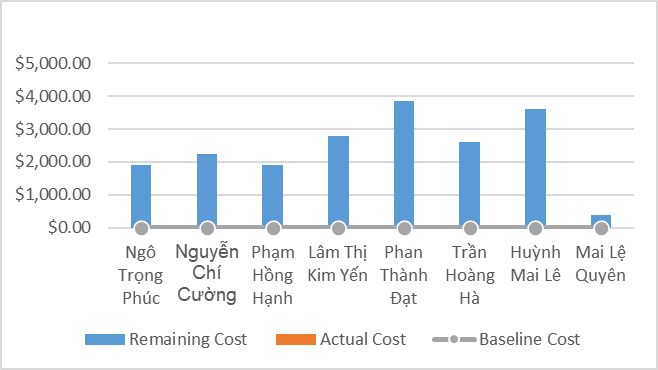 $5,000.00
$4,000.00
$3,000.00
$2,000.00
$1,000.00
$0.00
Ngô
Trọng
Phúc
Nguyễn
Chí
Cường
Phạm
Hồng
Hạnh
Lâm Thị
Kim Yến
Phan
Thành
Đạt
Trần
Hoàng
Hà
Huỳnh
Mai Lê
Mai Lệ
Quyên
Remaining Cost
Actual Cost
Baseline Cost